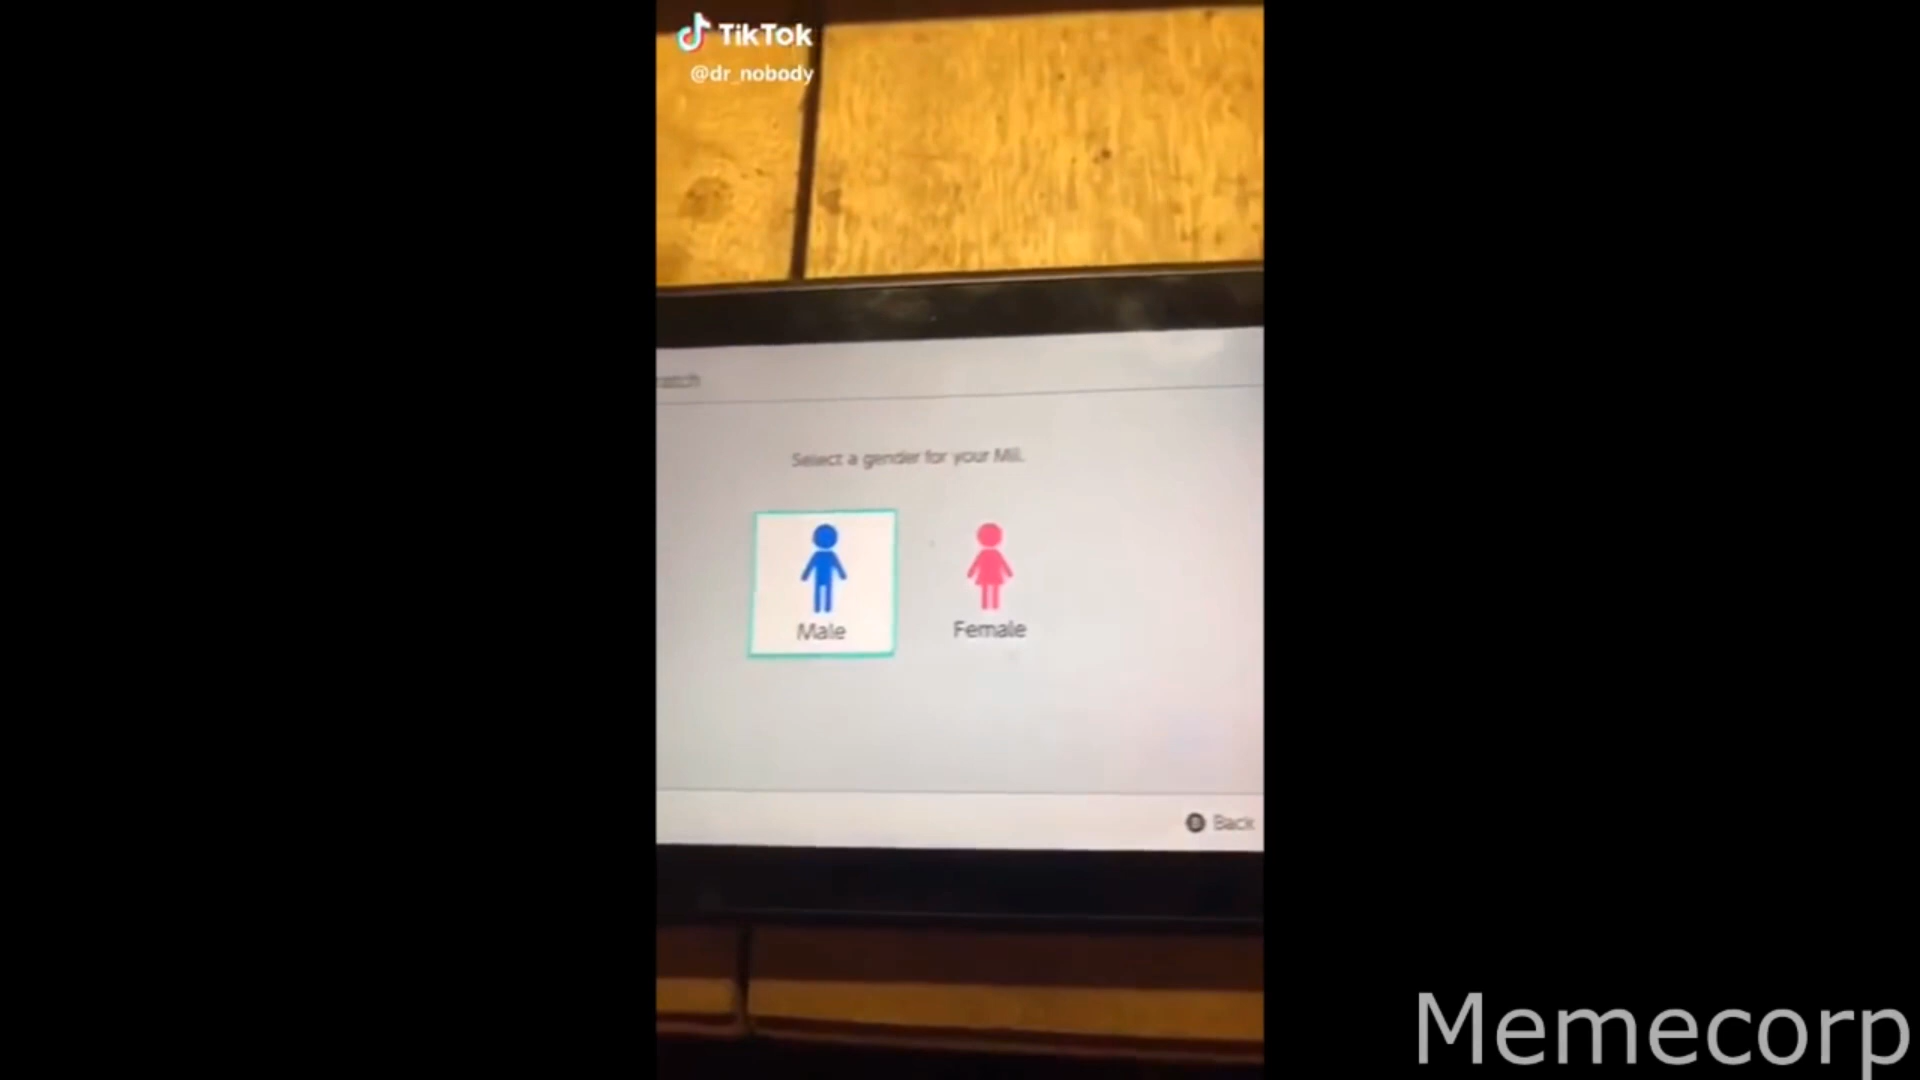 TikTok
@dr_nobody
Select a gender for your Mii.
Male
Female
B Back
Memecorp